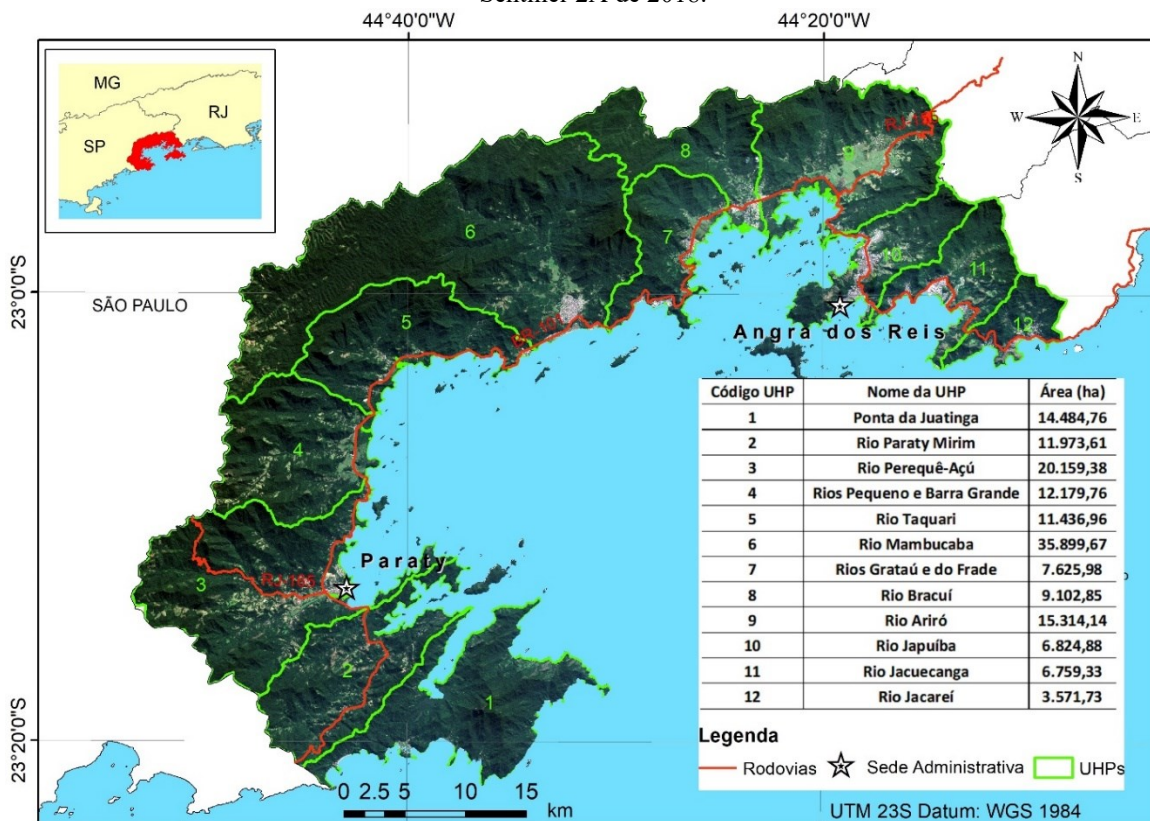 Sentinel 2A de 2018.
44°40'0"W
44°20'0"W
MG
RJ
SP
N
W
E
S
23°0'0"S
23°20'0"S
SÃO PAULO
8
9
6
7
10
11
5
12
4
3
2
1
Angra dos Reis
Paraty
RJ-165
Código UHP Nome da UHP Área (ha)
1 Ponta da Juatinga 14.484,76
2 Rio Paraty Mirim 11.973,61
3 Rio Perequê-Açú 20.159,38
4 Rios Pequeno e Barra Grande 12.179,76
5 Rio Taquari 11.436,96
6 Rio Mambucaba 35.899,67
7 Rios Grataú e do Frade 7.625,98
8 Rio Bracuí 9.102,85
9 Rio Ariró 15.314,14
10 Rio Japuíba 6.824,88
11 Rio Jacuecanga 6.759,33
12 Rio Jacareí 3.571,73
Legenda
Rodovias Sede Administrativa UHPs
0 2.5 5 10 15
km
UTM 23S Datum: WGS 1984